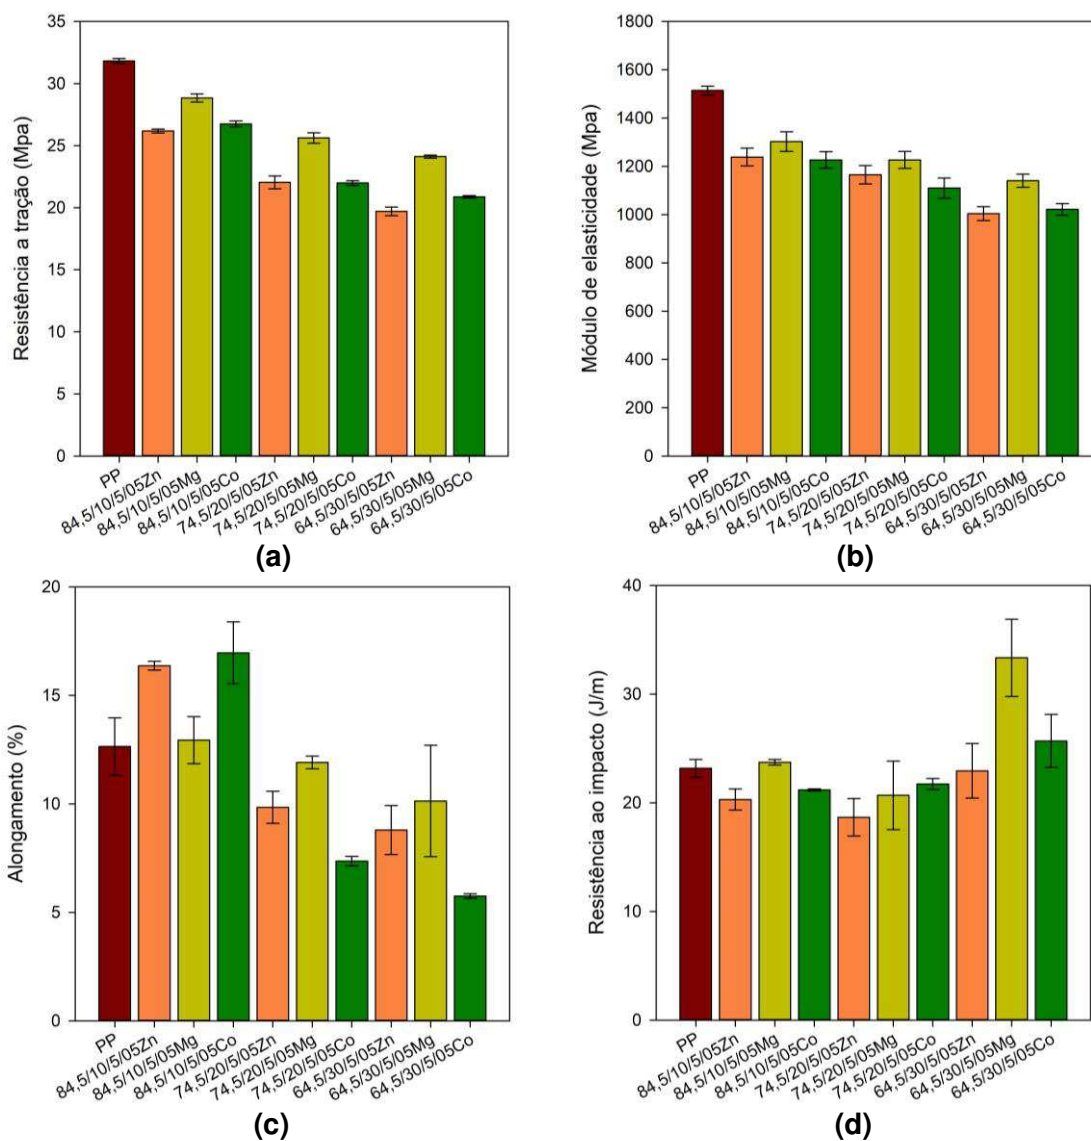 35
30
25
20
15
10
5
0
Resistência a tração (Mpa)
PP
84,5/10/5/05Zn
84,5/10/5/05Mg
84,5/10/5/05Co
74,5/20/5/05Zn
74,5/20/5/05Mg
74,5/20/5/05Co
64,5/30/5/05Zn
64,5/30/5/05Mg
64,5/30/5/05Co
(a)
1800
1600
1400
1200
1000
800
600
400
200
0
Módulo de elasticidade (Mpa)
PP
84,5/10/5/05Zn
84,5/10/5/05Mg
84,5/10/5/05Co
74,5/20/5/05Zn
74,5/20/5/05Mg
74,5/20/5/05Co
64,5/30/5/05Zn
64,5/30/5/05Mg
64,5/30/5/05Co
(b)
20
15
10
5
0
Alongamento (%)
PP
84,5/10/5/05Zn
84,5/10/5/05Mg
84,5/10/5/05Co
74,5/20/5/05Zn
74,5/20/5/05Mg
74,5/20/5/05Co
64,5/30/5/05Zn
64,5/30/5/05Mg
64,5/30/5/05Co
(c)
40
30
20
10
0
Resistência ao impacto (J/m)
PP
84,5/10/5/05Zn
84,5/10/5/05Mg
84,5/10/5/05Co
74,5/20/5/05Zn
74,5/20/5/05Mg
74,5/20/5/05Co
64,5/30/5/05Zn
64,5/30/5/05Mg
64,5/30/5/05Co
(d)